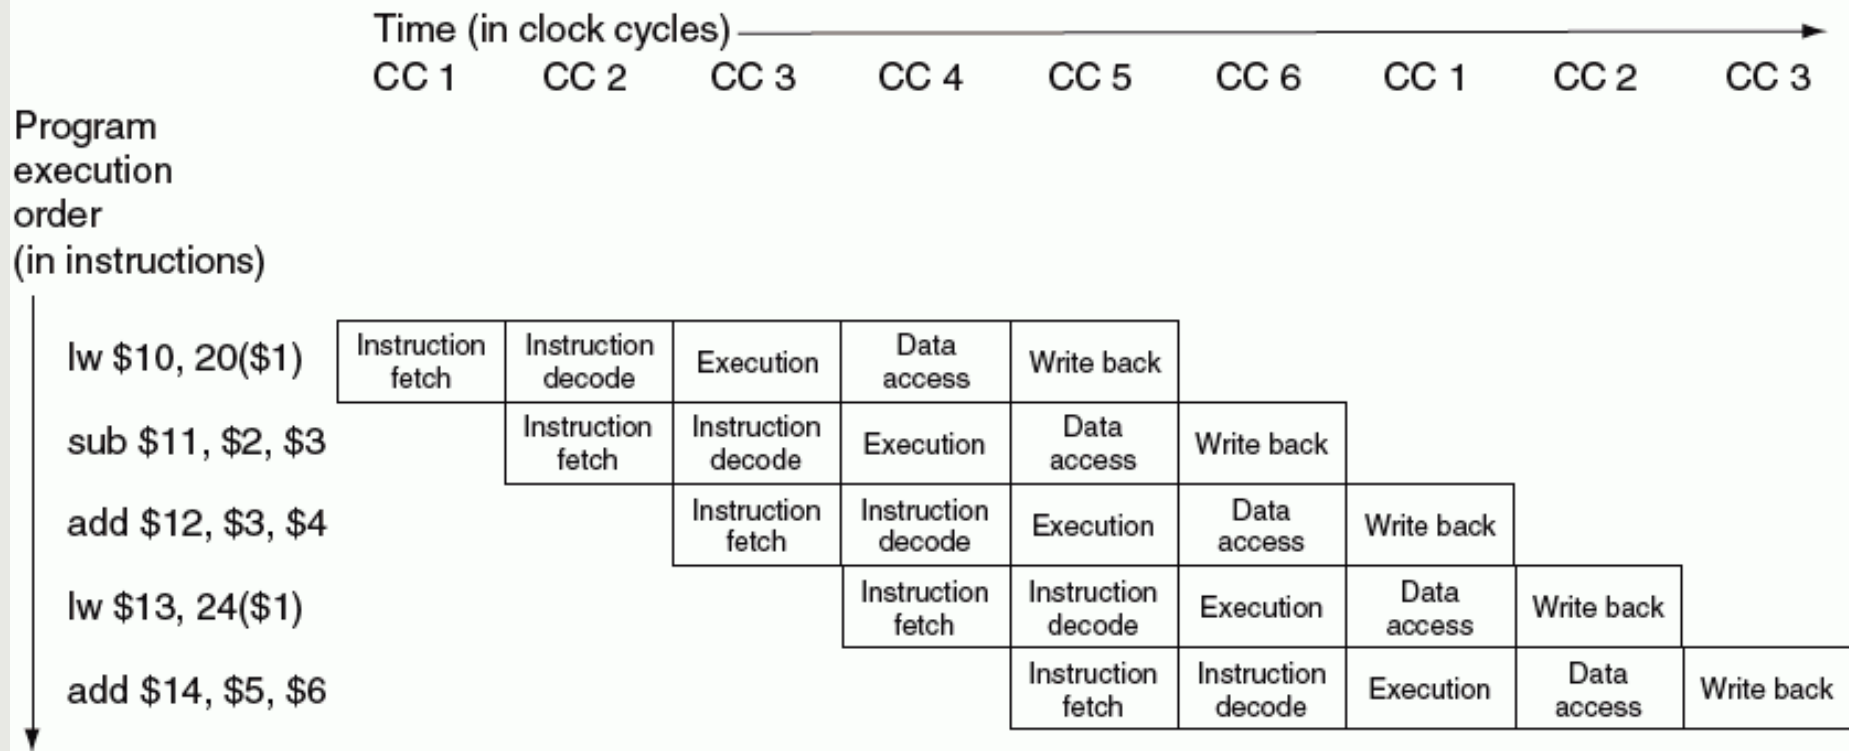 Time (in clock cycles)
CC 1 CC 2 CC 3 CC 4 CC 5 CC 6 CC 1 CC 2 CC 3
Program
execution
order
(in instructions)
lw $10, 20($1)
Instruction
fetch
Instruction
decode
Execution
Data
access
Write back
sub $11, $2, $3
Instruction
fetch
Instruction
decode
Execution
Data
access
Write back
add $12, $3, $4
Instruction
fetch
Instruction
decode
Execution
Data
access
Write back
lw $13, 24($1)
Instruction
fetch
Instruction
decode
Execution
Data
access
Write back
add $14, $5, $6
Instruction
fetch
Instruction
decode
Execution
Data
access
Write back